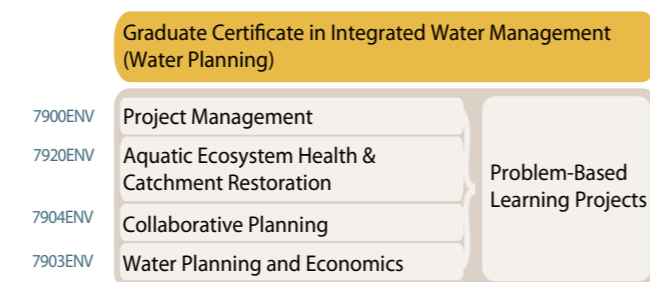 Graduate Certificate in Integrated Water Management
(Water Planning)
7900ENV Project Management
7920ENV Aquatic Ecosystem Health &
Catchment Restoration
7904ENV Collaborative Planning
7903ENV Water Planning and Economics
Problem-Based
Learning Projects